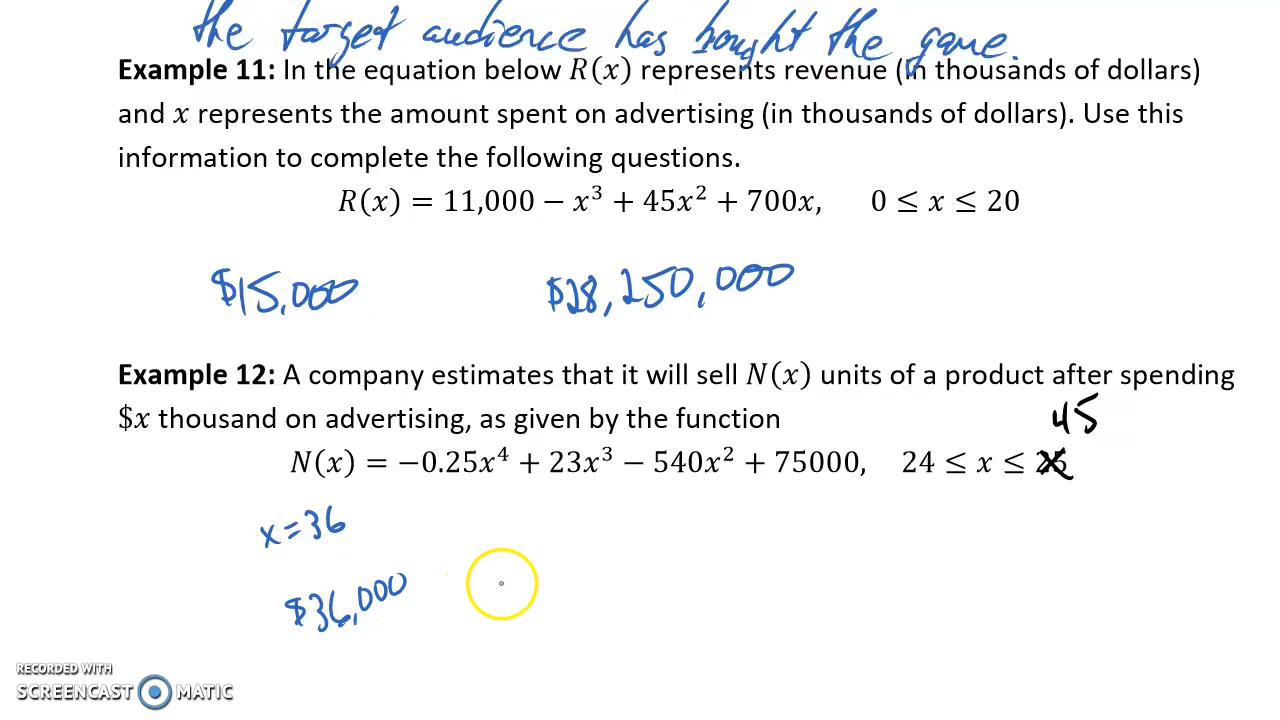 the target audience has bought the game.
Example 11: In the equation below R(x) represents revenue (in thousands of dollars)
and x represents the amount spent on advertising (in thousands of dollars). Use this
information to complete the following questions.
R(x) = 11,000 − x³ + 45x² + 700x, 0 ≤ x ≤ 20
$15,000 $28,250,000
Example 12: A company estimates that it will sell N(x) units of a product after spending
$x thousand on advertising, as given by the function
45
N(x) = −0.25x⁴ + 23x³ − 540x² + 75000, 24 ≤ x ≤
x = 36
$36,000
RECORDED WITH
SCREENCAST MATIC